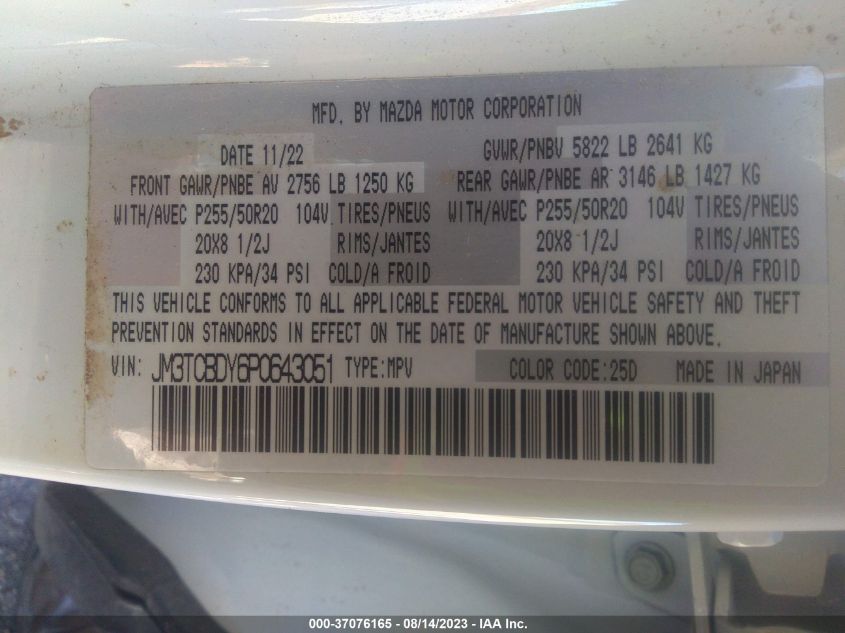 MFD. BY MAZDA MOTOR CORPORATION
DATE 11/22 GVWR/PNBV 5822 LB 2641 KG
FRONT GAWR/PNBE AV 2756 LB 1250 KG REAR GAWR/PNBE AR 3146 LB 1427 KG
WITH/AVEC P255/50R20 104V TIRES/PNEUS WITH/AVEC P255/50R20 104V TIRES/PNEUS
20X8 1/2J RIMS/JANTES 20X8 1/2J RIMS/JANTES
230 KPA/34 PSI COLD/A FROID 230 KPA/34 PSI COLD/A FROID
THIS VEHICLE CONFORMS TO ALL APPLICABLE FEDERAL MOTOR VEHICLE SAFETY AND THEFT
PREVENTION STANDARDS IN EFFECT ON THE DATE OF MANUFACTURE SHOWN ABOVE.
VIN: JM3TCBDY6P0643051 TYPE:MPV COLOR CODE:25D MADE IN JAPAN
000-37076165 - 08/14/2023 - IAA Inc.